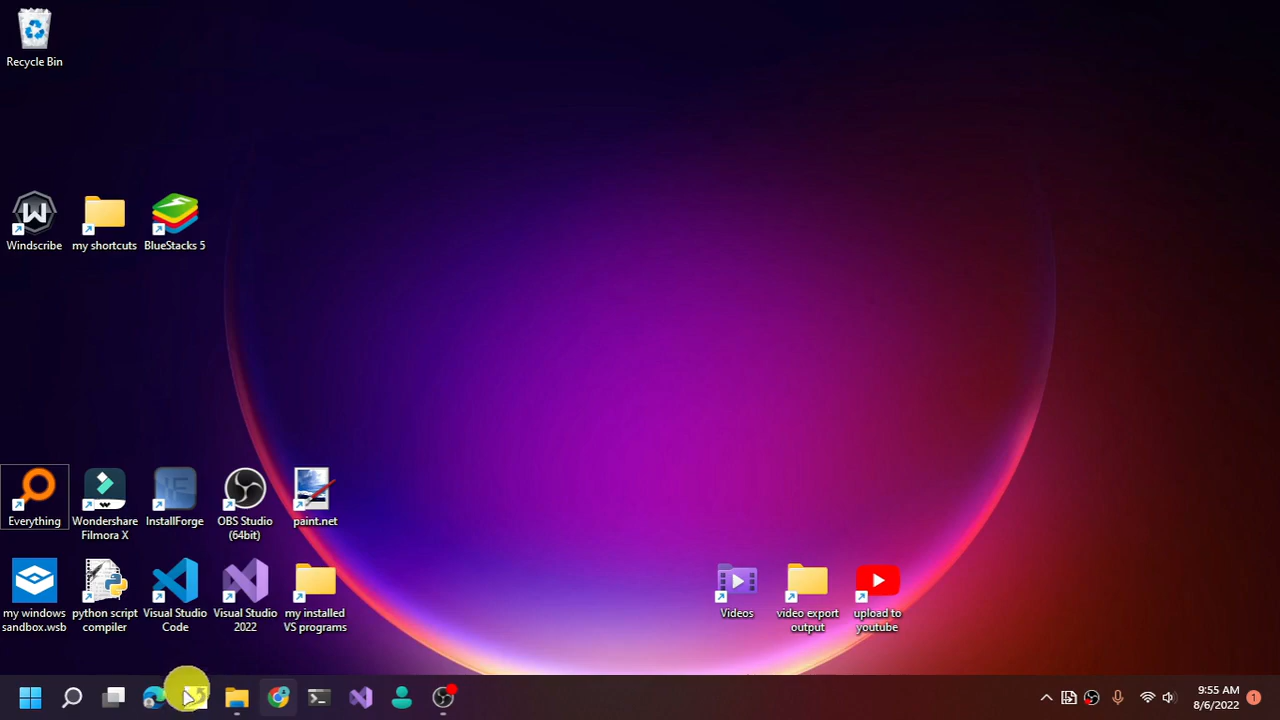 Recycle Bin
Windscribe
my shortcuts
BlueStacks 5
Everything
Wondershare
Filmora X
InstallForge
OBS Studio
(64bit)
paint.net
my windows
sandbox.wsb
python script
compiler
Visual Studio
Code
Visual Studio
2022
my installed
VS programs
Videos
video export
output
upload to
youtube
9:55 AM
8/6/2022
1